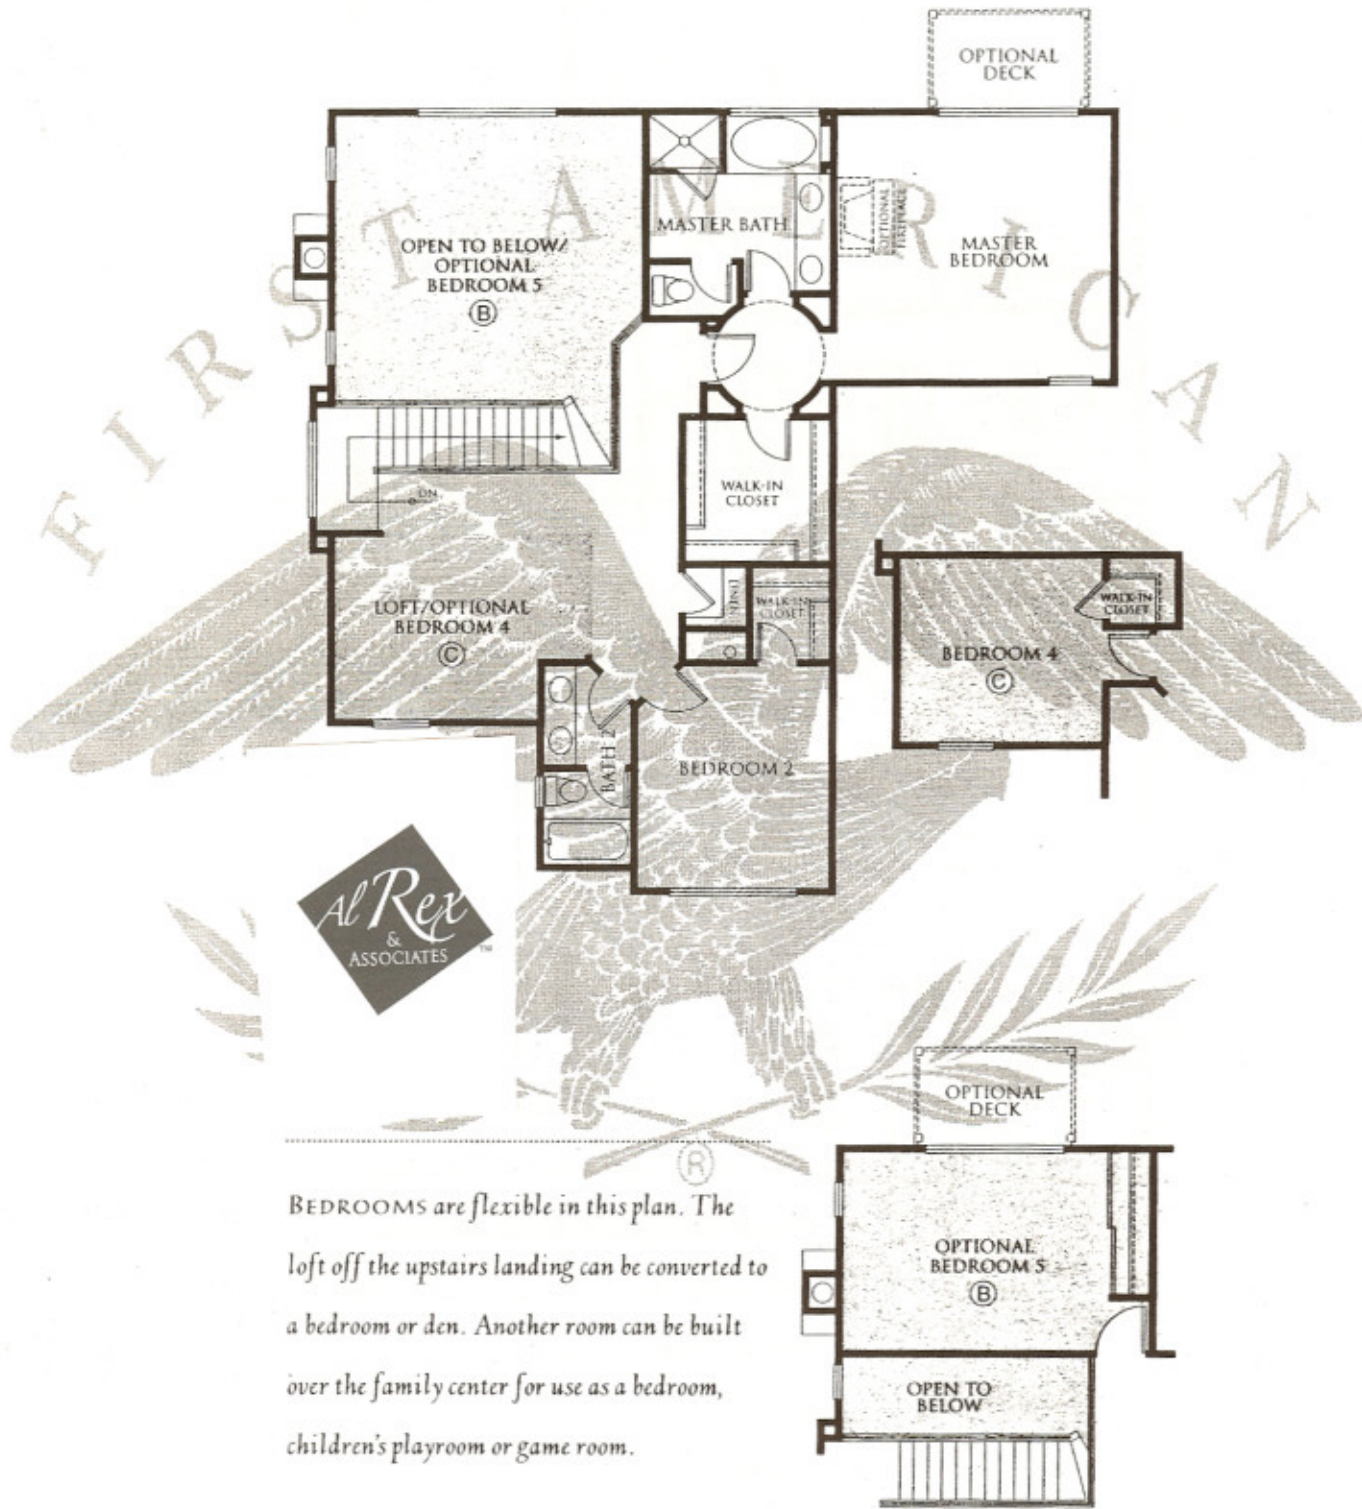 OPTIONAL
DECK
FIRST AMERICAN
OPEN TO BELOW/
OPTIONAL
BEDROOM 5
B
MASTER BATH
OPTIONAL
FIREPLACE
MASTER
BEDROOM
DN.
WALK-IN
CLOSET
LINEN
WALK-IN
CLOSET
LOFT/OPTIONAL
BEDROOM 4
C
BATH 2
BEDROOM 2
WALK-IN
CLOSET
BEDROOM 4
C
Al Rex
&
ASSOCIATES
TM
R
OPTIONAL
DECK
OPTIONAL
BEDROOM 5
B
OPEN TO
BELOW
BEDROOMS are flexible in this plan. The
loft off the upstairs landing can be converted to
a bedroom or den. Another room can be built
over the family center for use as a bedroom,
children's playroom or game room.